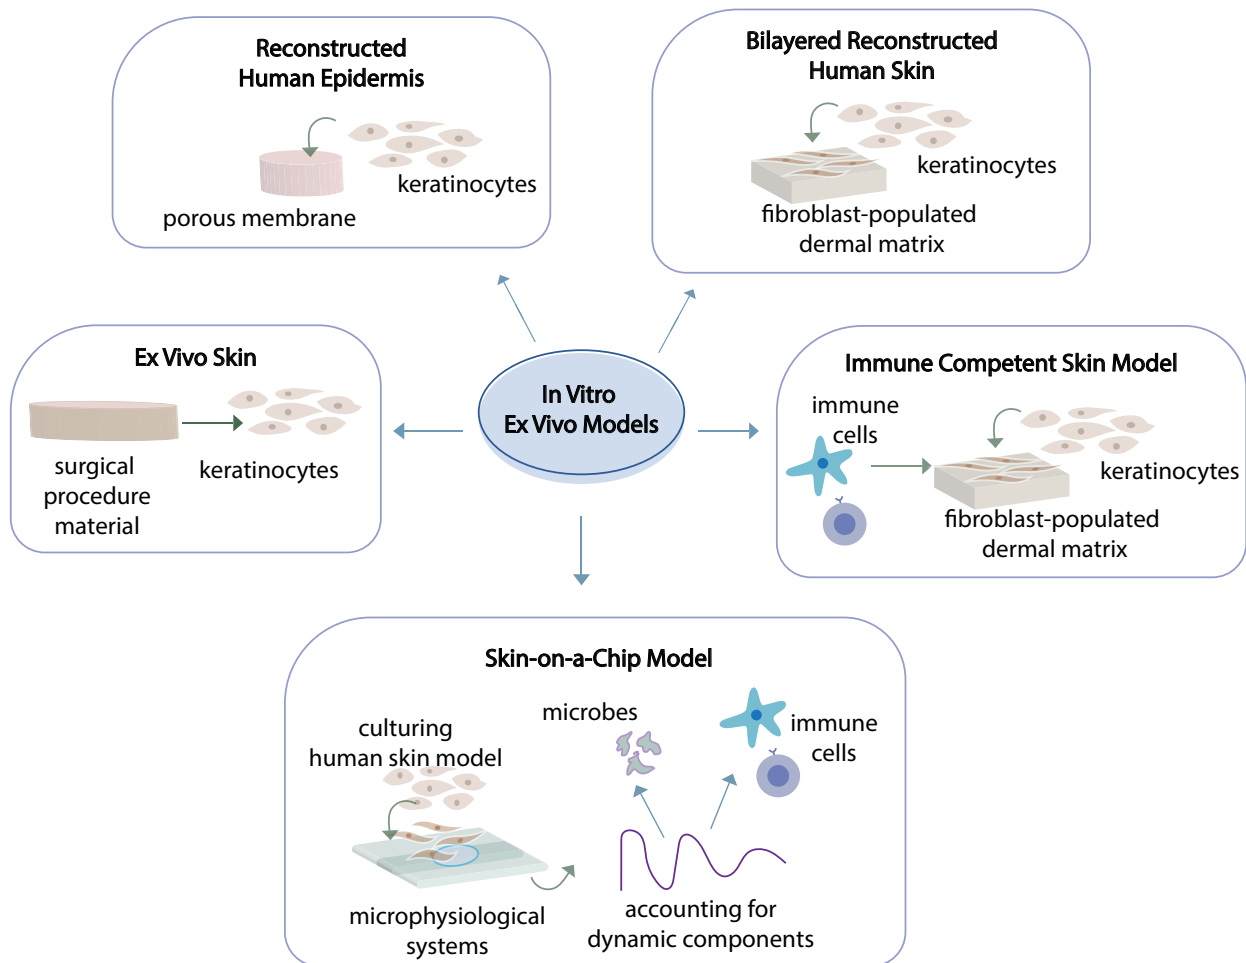 Reconstructed
Human Epidermis
keratinocytes
porous membrane
Bilayered Reconstructed
Human Skin
keratinocytes
fibroblast-populated
dermal matrix
Ex Vivo Skin
surgical
procedure
material
keratinocytes
In Vitro
Ex Vivo Models
Immune Competent Skin Model
immune
cells
keratinocytes
fibroblast-populated
dermal matrix
Skin-on-a-Chip Model
culturing
human skin model
microphysiological
systems
microbes
immune
cells
accounting for
dynamic components